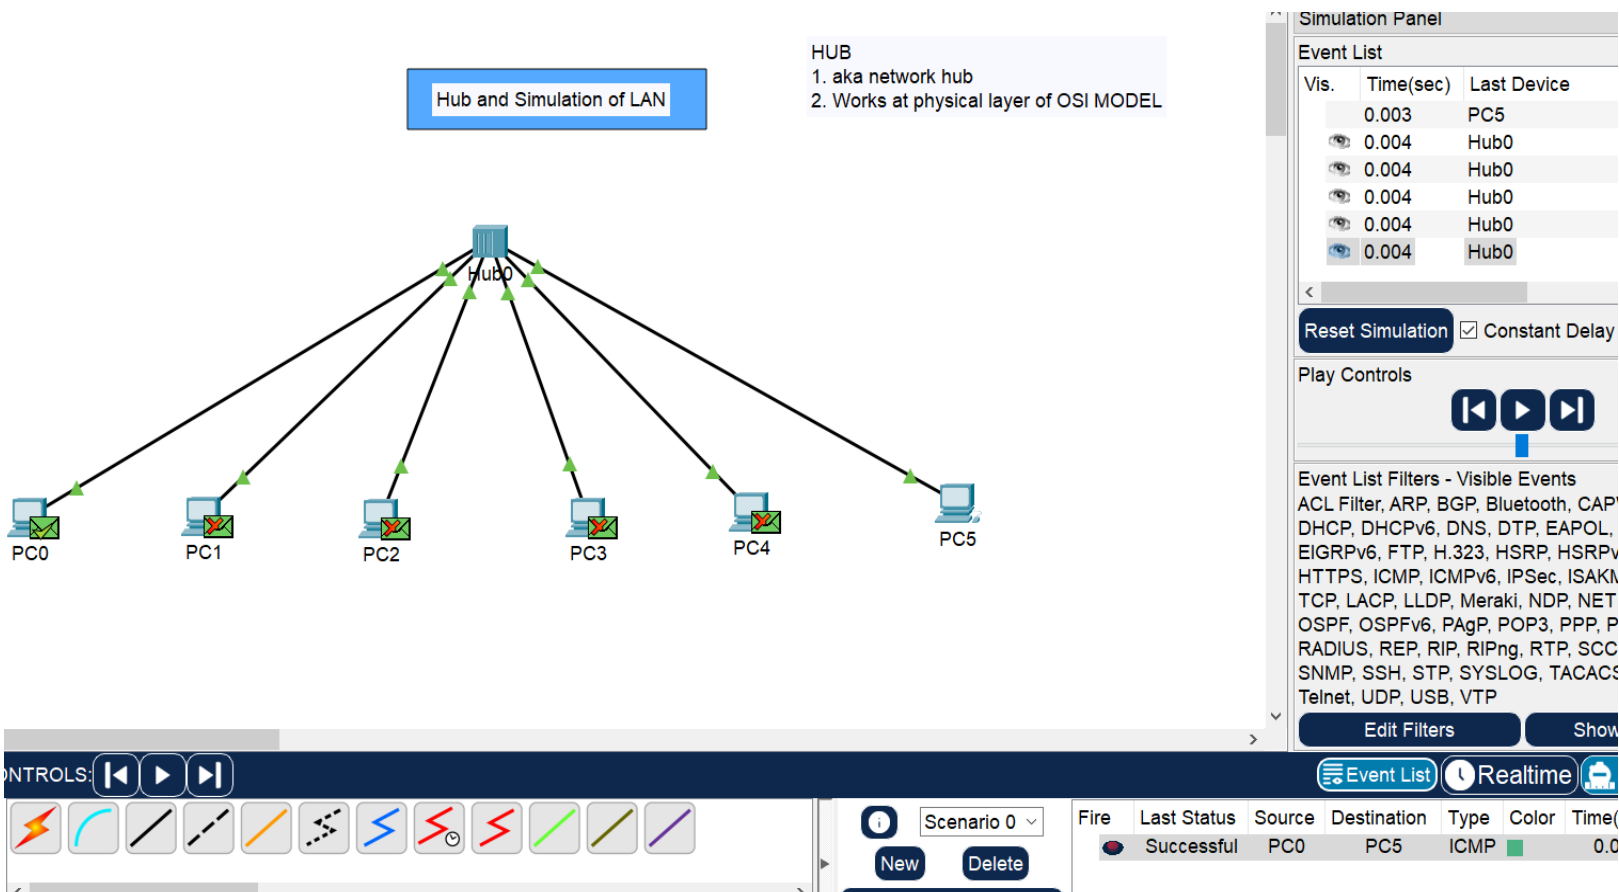 Simulation Panel
Event List
Vis. Time(sec) Last Device
0.003 PC5
0.004 Hub0
0.004 Hub0
0.004 Hub0
0.004 Hub0
0.004 Hub0
Reset Simulation Constant Delay
Play Controls
Event List Filters - Visible Events
ACL Filter, ARP, BGP, Bluetooth,
DHCP, DHCPv6, DNS, DTP, EAPOL,
EIGRPv6, FTP, H.323, HSRP,
HTTPS, ICMP, ICMPv6, IPSec,
TCP, LACP, LLDP, Meraki, NDP,
OSPF, OSPFv6, PAgP, POP3, PPP,
RADIUS, REP, RIP, RIPng, RTP,
SNMP, SSH, STP, SYSLOG,
Telnet, UDP, USB, VTP
Edit Filters Show
HUB
1. aka network hub
2. Works at physical layer of OSI MODEL
Hub and Simulation of LAN
Hub0
PC0
PC1
PC2
PC3
PC4
PC5
Event List Realtime
Scenario 0
New Delete
Fire Last Status Source Destination Type Color
Successful PC0 PC5 ICMP